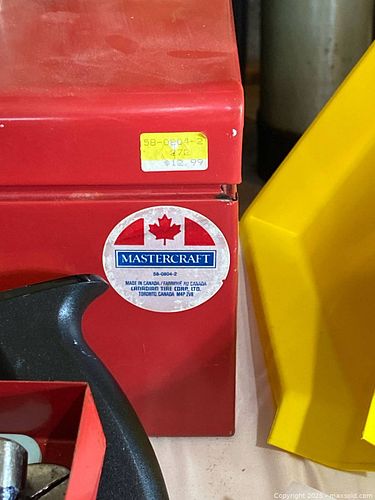 58-0804-2
272
$12.99
MASTERCRAFT
58-0804-2
MADE IN CANADA/FABRIQUÉ AU CANADA
CANADIAN TIRE CORP. LTD.
TORONTO, CANADA M4P 2V8
Copyright 2025 - maxsold.com